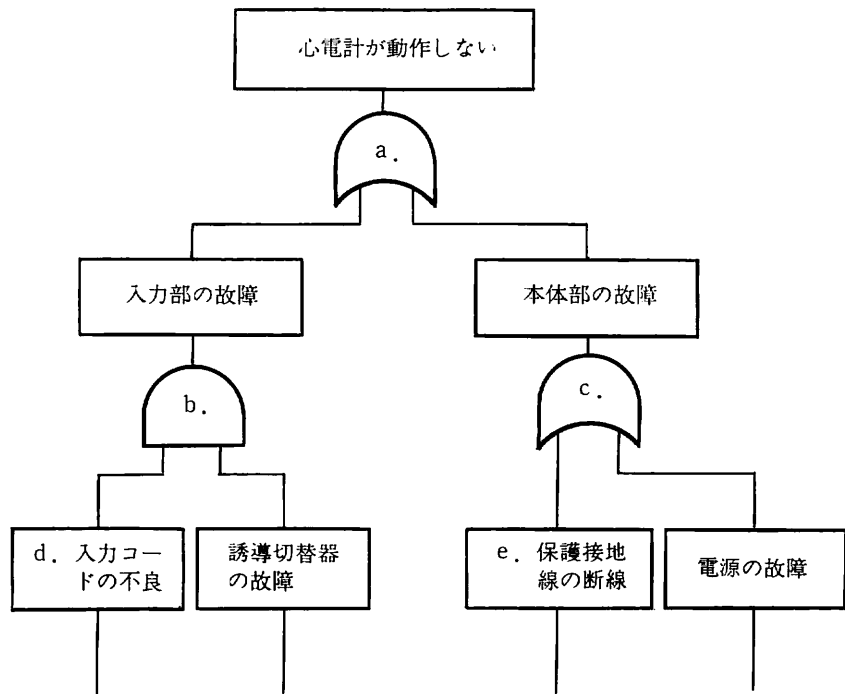 心電計が動作しない
a.
入力部の故障
本体部の故障
b.
c.
d. 入力コー
ドの不良
誘導切替器
の故障
e. 保護接地
線の断線
電源の故障